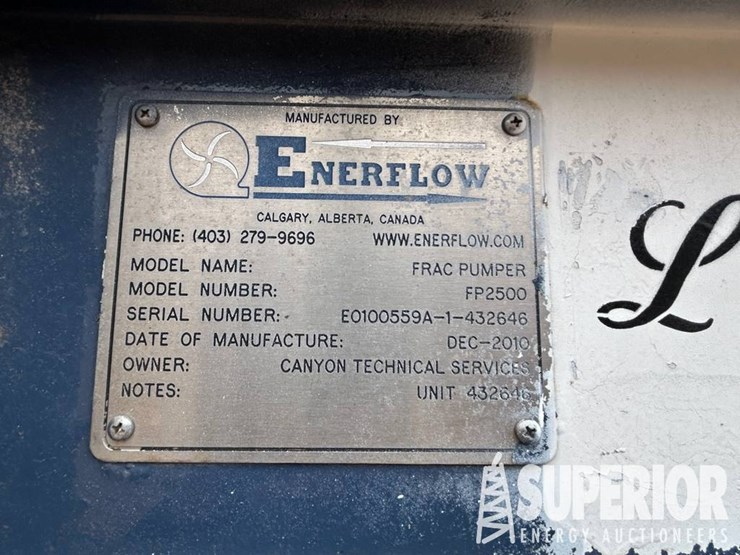 MANUFACTURED BY
ENERFLOW
CALGARY, ALBERTA, CANADA
PHONE: (403) 279-9696 WWW.ENERFLOW.COM
MODEL NAME: FRAC PUMPER
MODEL NUMBER: FP2500
SERIAL NUMBER: E0100559A-1-432646
DATE OF MANUFACTURE: DEC-2010
OWNER: CANYON TECHNICAL SERVICES
NOTES: UNIT 432646
L
SUPERIOR
ENERGY AUCTIONEERS